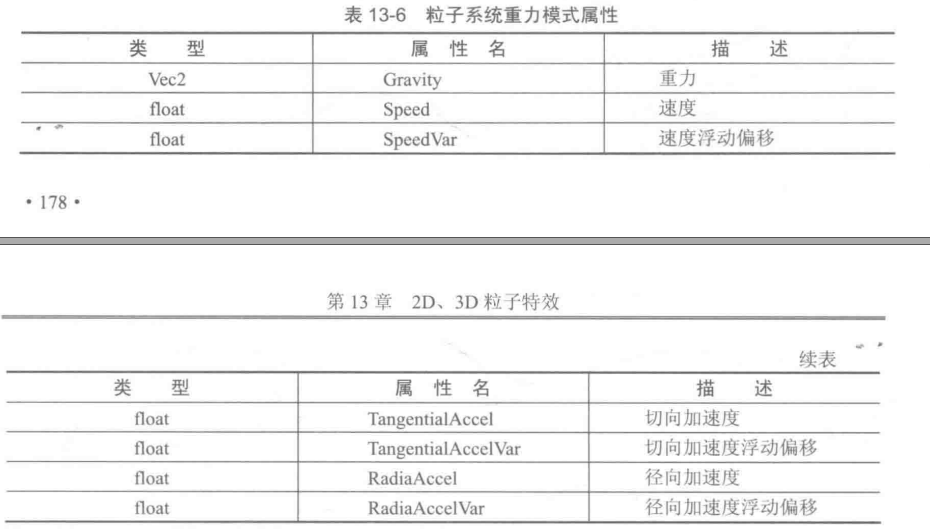 表 13-6 粒子系统重力模式属性
类 型 属 性 名 描 述
Vec2 Gravity 重力
float Speed 速度
float SpeedVar 速度浮动偏移
• 178 •
第 13 章 2D、3D 粒子特效
续表
类 型 属 性 名 描 述
float TangentialAccel 切向加速度
float TangentialAccelVar 切向加速度浮动偏移
float RadiaAccel 径向加速度
float RadiaAccelVar 径向加速度浮动偏移